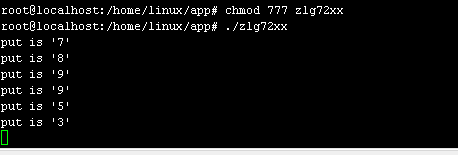 root@localhost:/home/linux/app# chmod 777 zlg72xx
root@localhost:/home/linux/app# ./zlg72xx
put is '7'
put is '8'
put is '9'
put is '9'
put is '5'
put is '3'